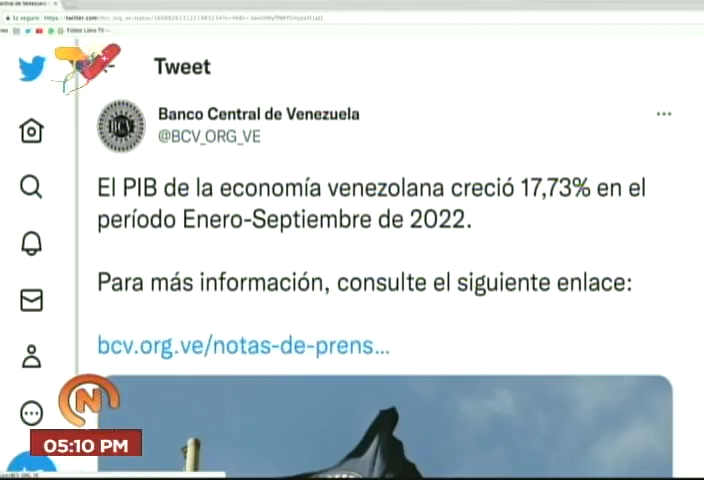 Tweet
Banco Central de Venezuela
@BCV_ORG_VE
El PIB de la economía venezolana creció 17,73% en el
período Enero-Septiembre de 2022.
Para más información, consulte el siguiente enlace:
bcv.org.ve/notas-de-prens...
N
05:10 PM